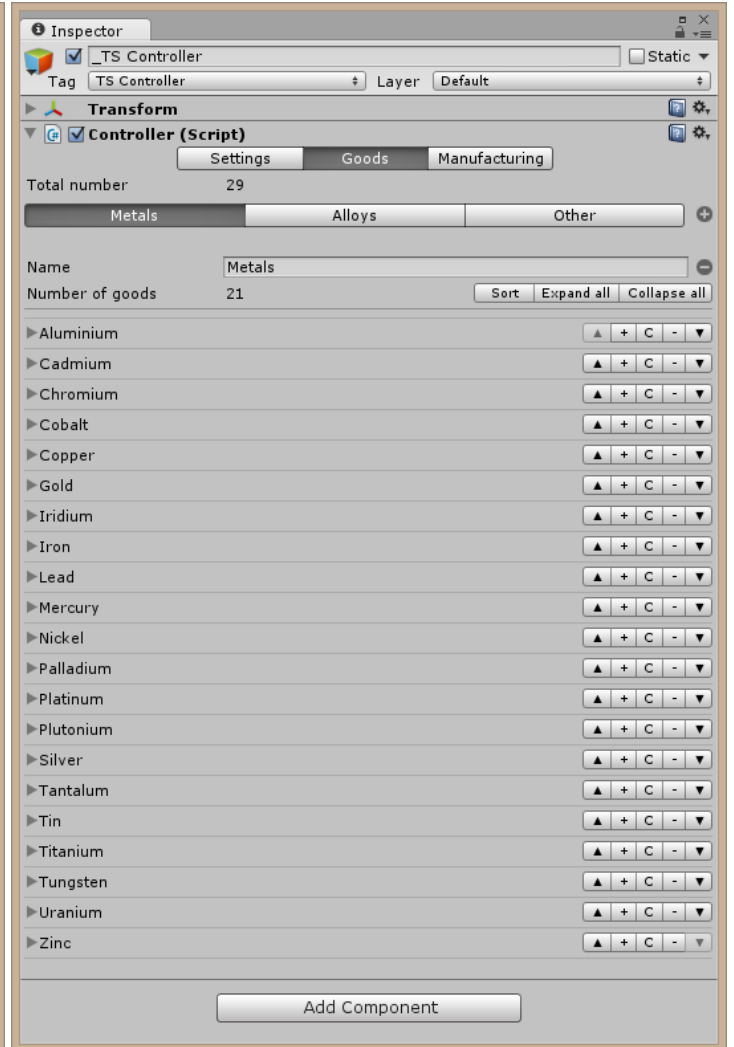 Inspector
_TS Controller Static
Tag TS Controller Layer Default
Transform
Controller (Script)
Settings Goods Manufacturing
Total number 29
Metals Alloys Other
Name Metals
Number of goods 21 Sort Expand all Collapse all
Aluminium + C -
Cadmium + C -
Chromium + C -
Cobalt + C -
Copper + C -
Gold + C -
Iridium + C -
Iron + C -
Lead + C -
Mercury + C -
Nickel + C -
Palladium + C -
Platinum + C -
Plutonium + C -
Silver + C -
Tantalum + C -
Tin + C -
Titanium + C -
Tungsten + C -
Uranium + C -
Zinc + C -
Add Component